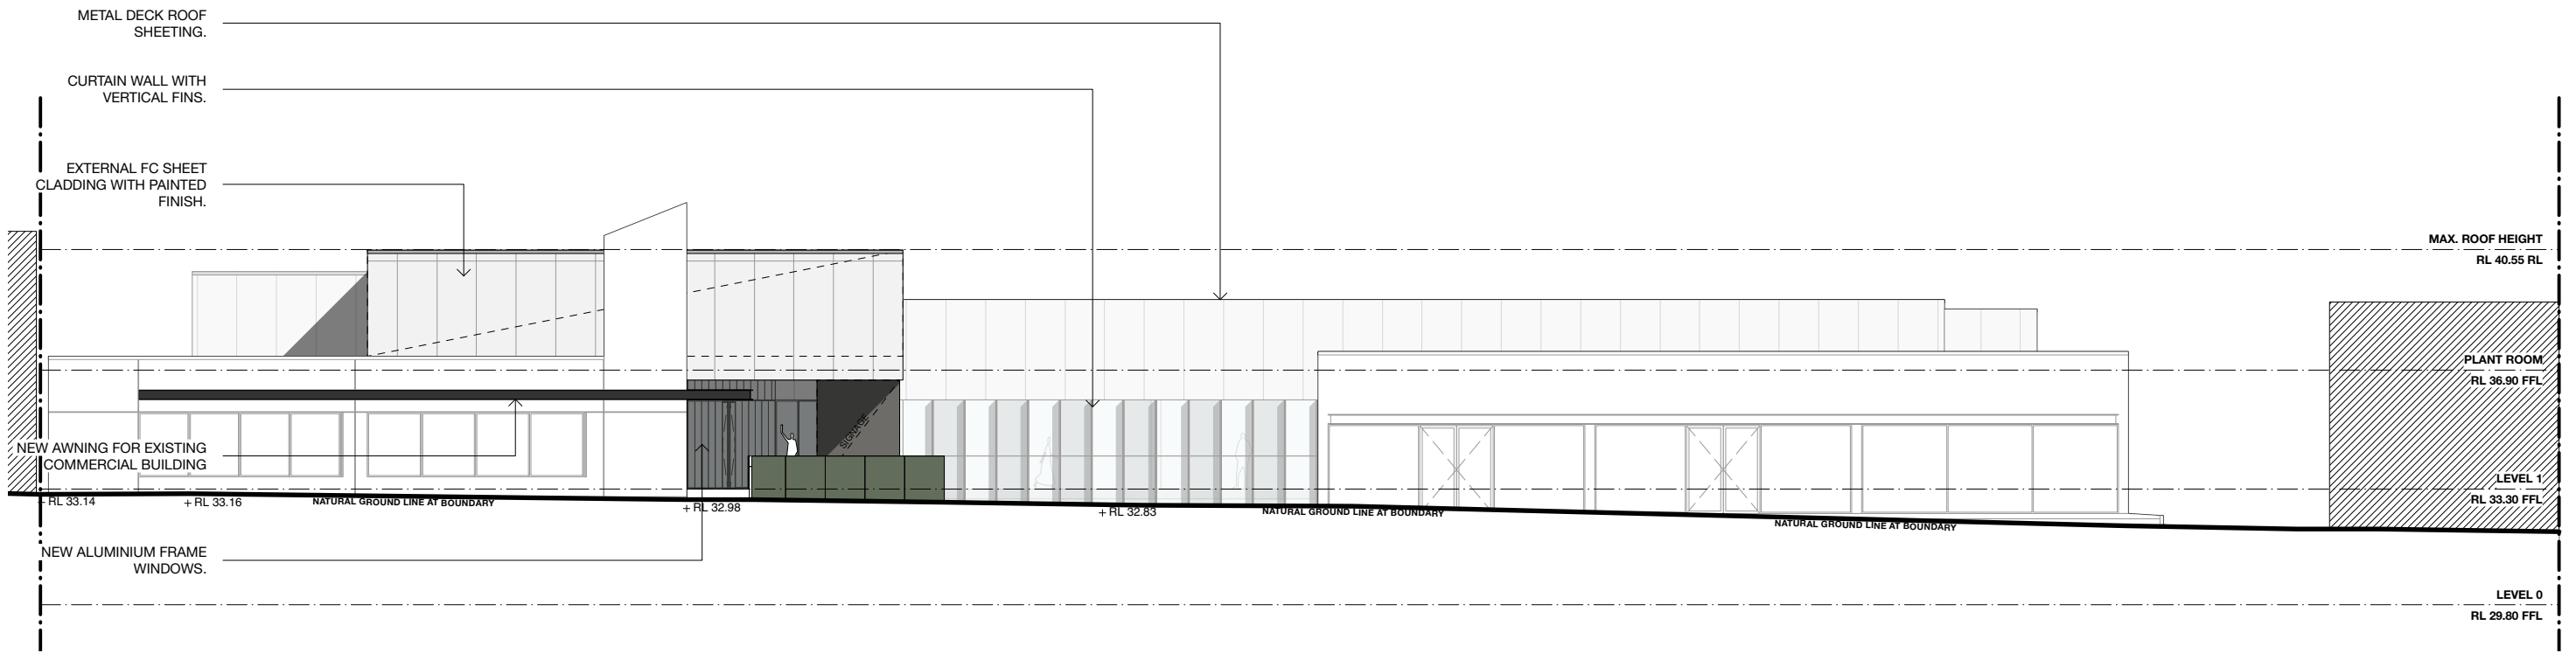 METAL DECK ROOF
SHEETING.
CURTAIN WALL WITH
VERTICAL FINS.
EXTERNAL FC SHEET
CLADDING WITH PAINTED
FINISH.
MAX. ROOF HEIGHT
RL 40.55 RL
PLANT ROOM
RL 36.90 FFL
SIGNAGE
NEW AWNING FOR EXISTING
COMMERCIAL BUILDING
LEVEL 1
RL 33.30 FFL
+ RL 33.14
+ RL 33.16
NATURAL GROUND LINE AT BOUNDARY
+ RL 32.98
+ RL 32.83
NATURAL GROUND LINE AT BOUNDARY
NATURAL GROUND LINE AT BOUNDARY
NEW ALUMINIUM FRAME
WINDOWS.
LEVEL 0
RL 29.80 FFL